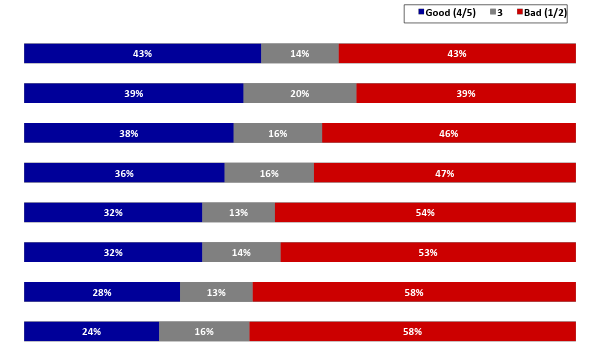 Good (4/5) 3 Bad (1/2)
43% 14% 43%
39% 20% 39%
38% 16% 46%
36% 16% 47%
32% 13% 54%
32% 14% 53%
28% 13% 58%
24% 16% 58%